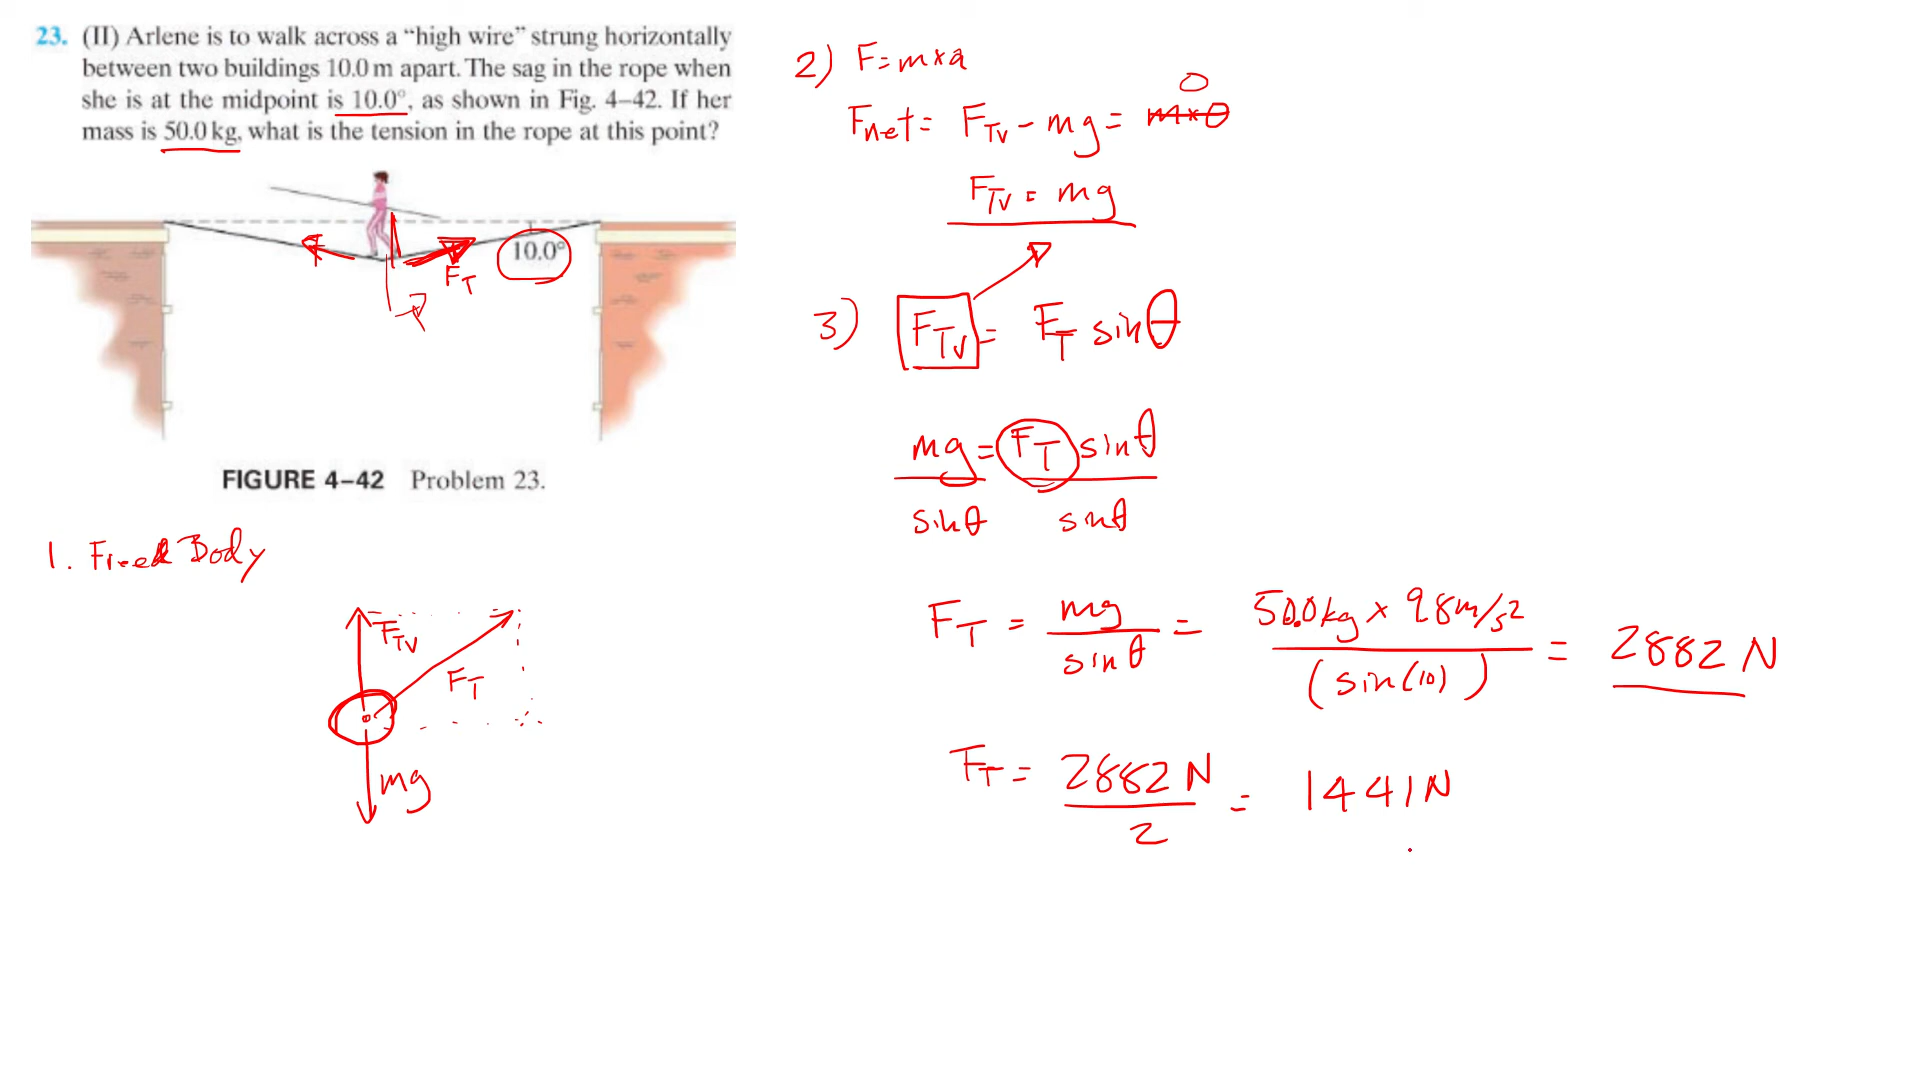 23. (II) Arlene is to walk across a “high wire” strung horizontally
between two buildings 10.0 m apart. The sag in the rope when
she is at the midpoint is 10.0°, as shown in Fig. 4–42. If her
mass is 50.0 kg, what is the tension in the rope at this point?
10.0°
F_T
FIGURE 4–42 Problem 23.
1. Free Body
F_TV
F_T
mg
2) F = m×a
0
F_net = F_TV - mg = m×0
F_TV = mg
3) F_TV = F_T sinθ
mg = F_T sinθ
sinθ sinθ
F_T = mg / sinθ = 50.0kg × 9.8m/s² / (sin(10)) = 2882 N
F_T = 2882 N / 2 = 1441 N